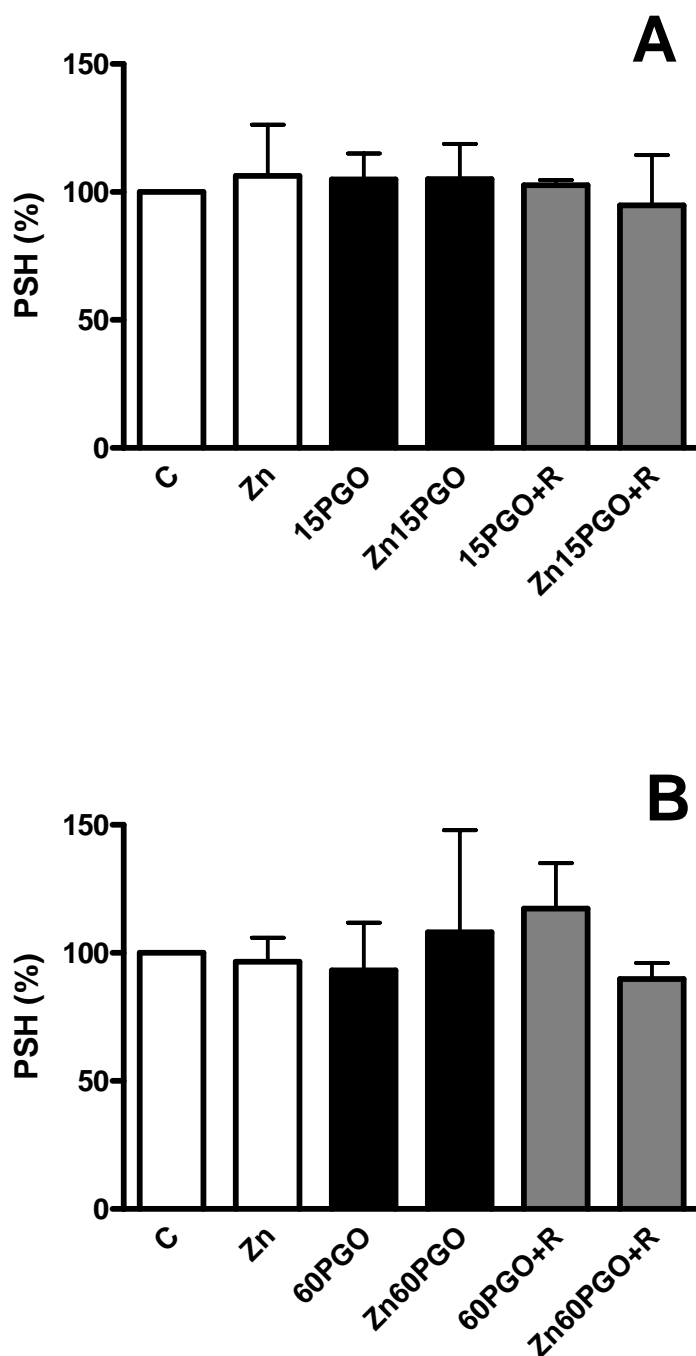 A
150
100
50
0
PSH (%)
C
Zn
15PGO
Zn15PGO
15PGO+R
Zn15PGO+R
B
150
100
50
0
PSH (%)
C
Zn
60PGO
Zn60PGO
60PGO+R
Zn60PGO+R